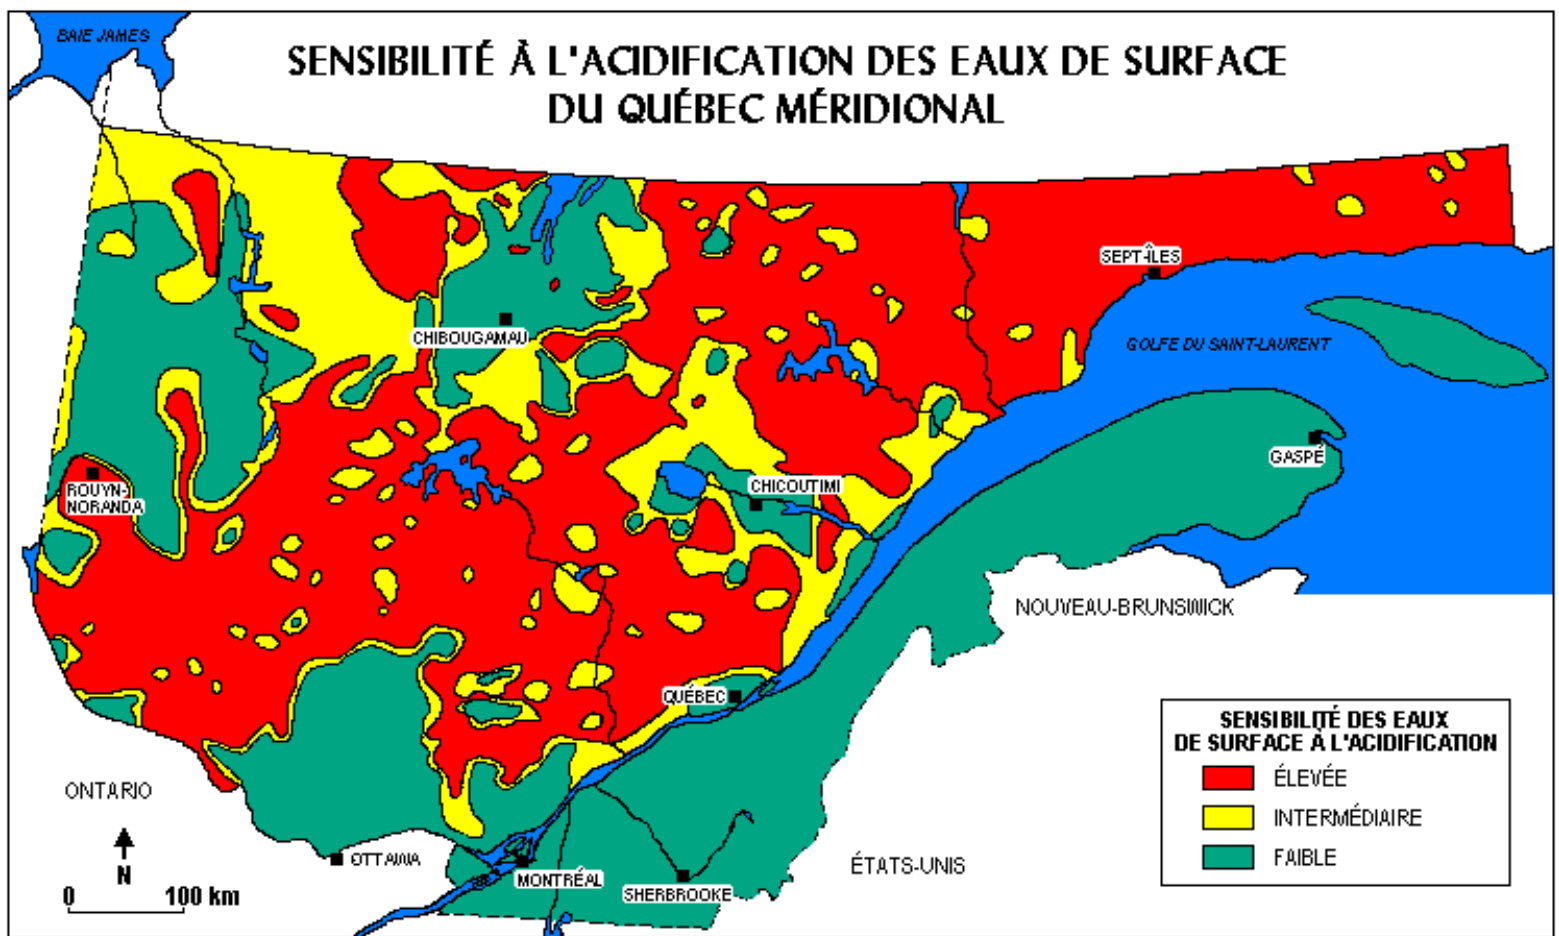 BAIE JAMES
SENSIBILITÉ À L'ACIDIFICATION DES EAUX DE SURFACE
DU QUÉBEC MÉRIDIONAL
SEPT-ÎLES
CHIBOUGAMAU
GOLFE DU SAINT-LAURENT
GASPÉ
ROUYN-
NORANDA
CHICOUTIMI
NOUVEAU-BRUNSWICK
QUÉBEC
SENSIBILITÉ DES EAUX
DE SURFACE À L'ACIDIFICATION
ÉLEVÉE
INTERMÉDIAIRE
FAIBLE
ONTARIO
N
0 100 km
OTTAWA
MONTRÉAL
SHERBROOKE
ÉTATS-UNIS